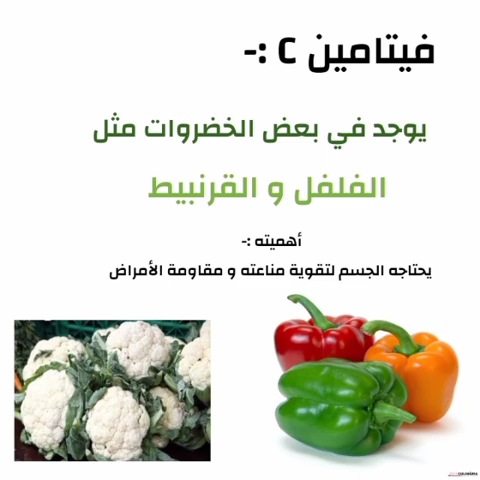 فيتامين C :-
يوجد في بعض الخضروات مثل
الفلفل و القرنبيط
أهميته :-
يحتاجه الجسم لتقوية مناعته و مقاومة الأمراض